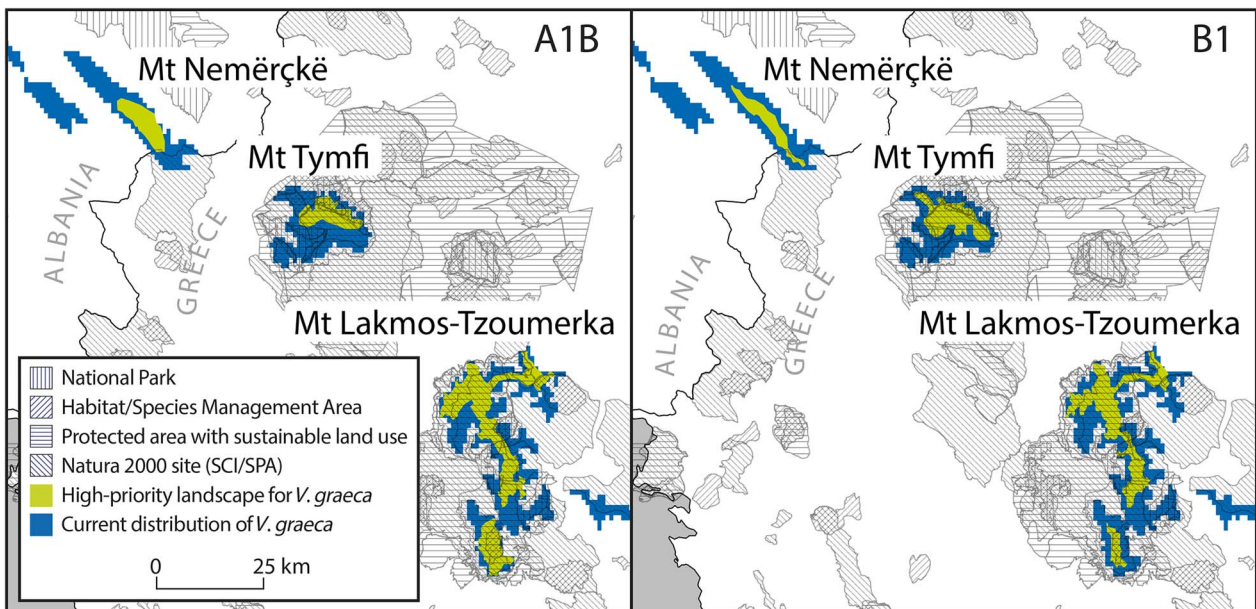 A1B
Mt Nemërçkë
Mt Tymfi
ALBANIA
GREECE
Mt Lakmos-Tzoumerka
National Park
Habitat/Species Management Area
Protected area with sustainable land use
Natura 2000 site (SCI/SPA)
High-priority landscape for V. graeca
Current distribution of V. graeca
0 25 km
B1
Mt Nemërçkë
Mt Tymfi
ALBANIA
GREECE
Mt Lakmos-Tzoumerka